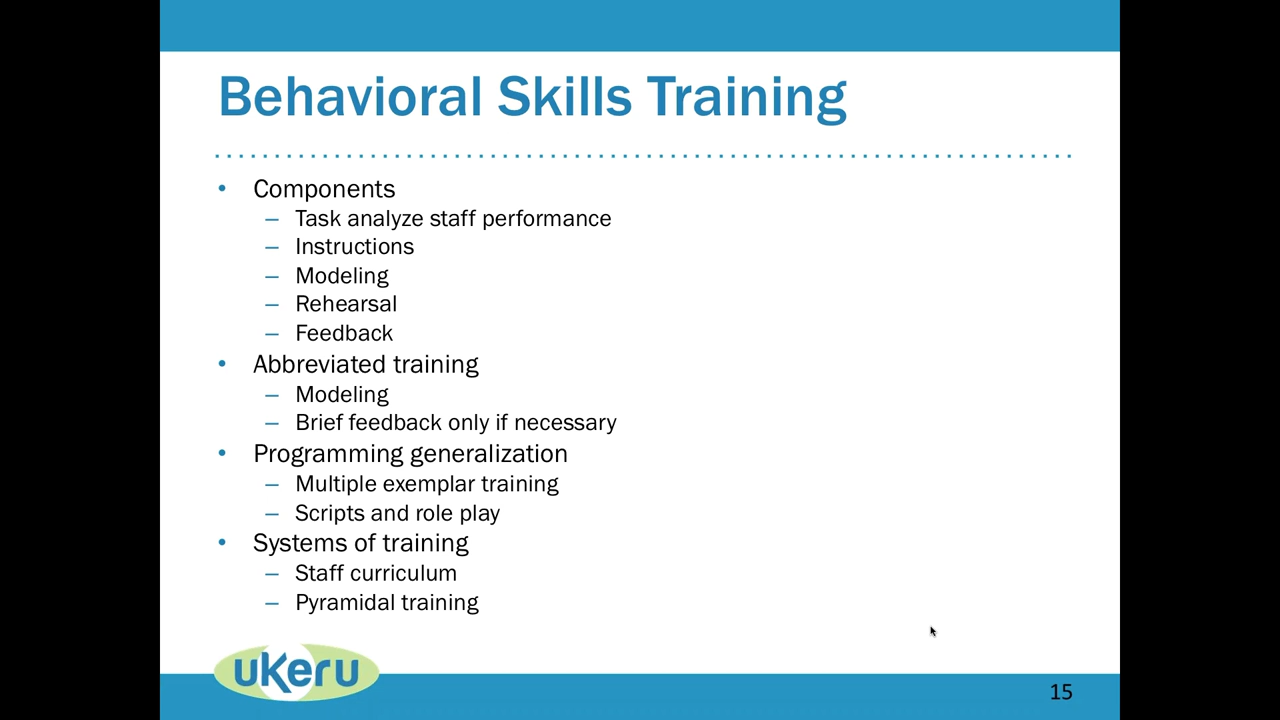 Behavioral Skills Training
• Components
– Task analyze staff performance
– Instructions
– Modeling
– Rehearsal
– Feedback
• Abbreviated training
– Modeling
– Brief feedback only if necessary
• Programming generalization
– Multiple exemplar training
– Scripts and role play
• Systems of training
– Staff curriculum
– Pyramidal training
ukeru
15